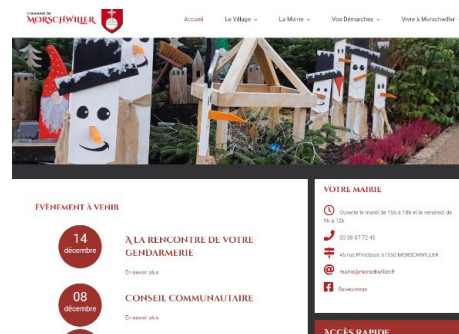 COMMUNE DE
MORSCHWILLER
Accueil
Le Village
La Mairie
Vos Démarches
Vivre à Morschwiller
ÉVÈNEMENT À VENIR
14
décembre
À LA RENCONTRE DE VOTRE
GENDARMERIE
En savoir plus
08
décembre
CONSEIL COMMUNAUTAIRE
En savoir plus
VOTRE MAIRIE
Ouverte le mardi de 16h à 18h et le vendredi de
9h à 12h
03 88 07 72 45
45 rue Principale 67350 MORSCHWILLER
mairie@morschwiller.fr
Suivez-nous
ACCÈS RAPIDE